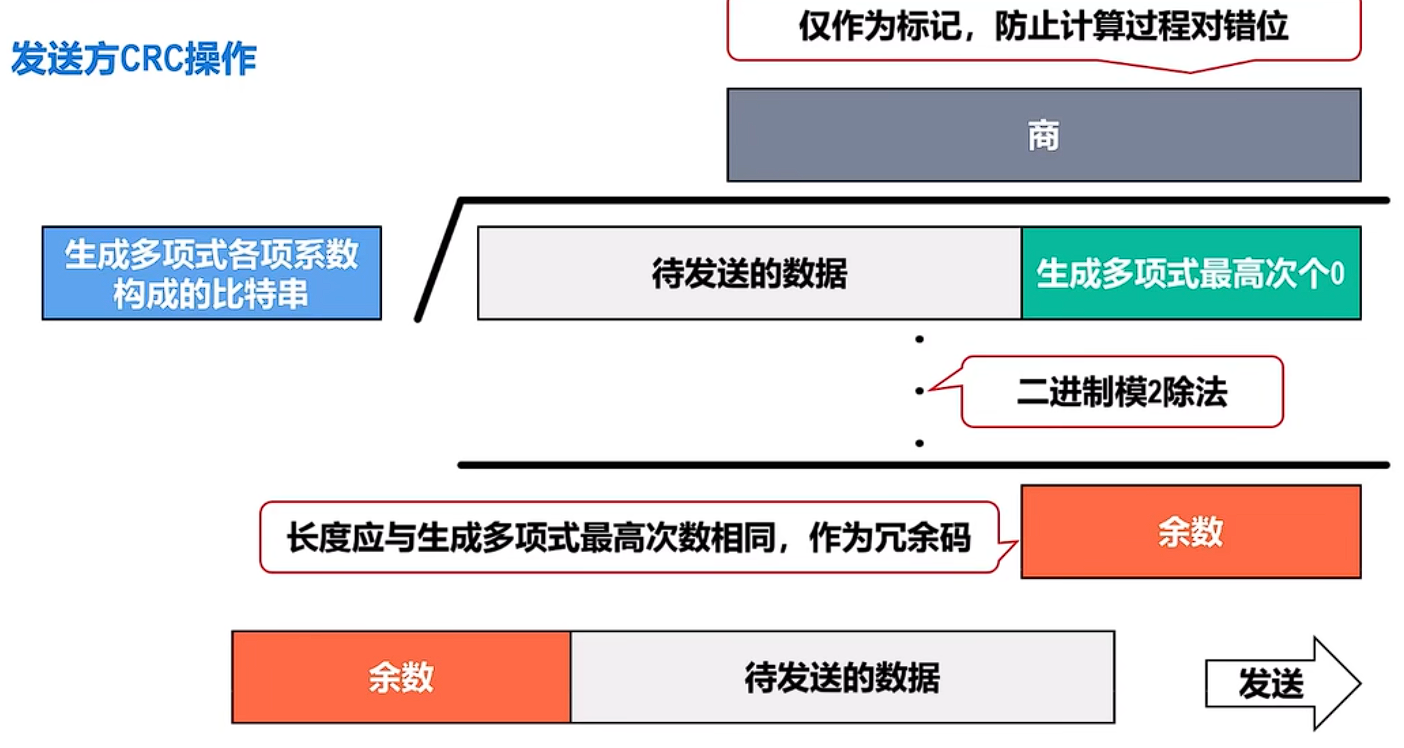 仅作为标记，防止计算过程对错位
发送方CRC操作
商
生成多项式各项系数
构成的比特串
待发送的数据
生成多项式最高次个0
二进制模2除法
长度应与生成多项式最高次数相同，作为冗余码
余数
余数
待发送的数据
发送